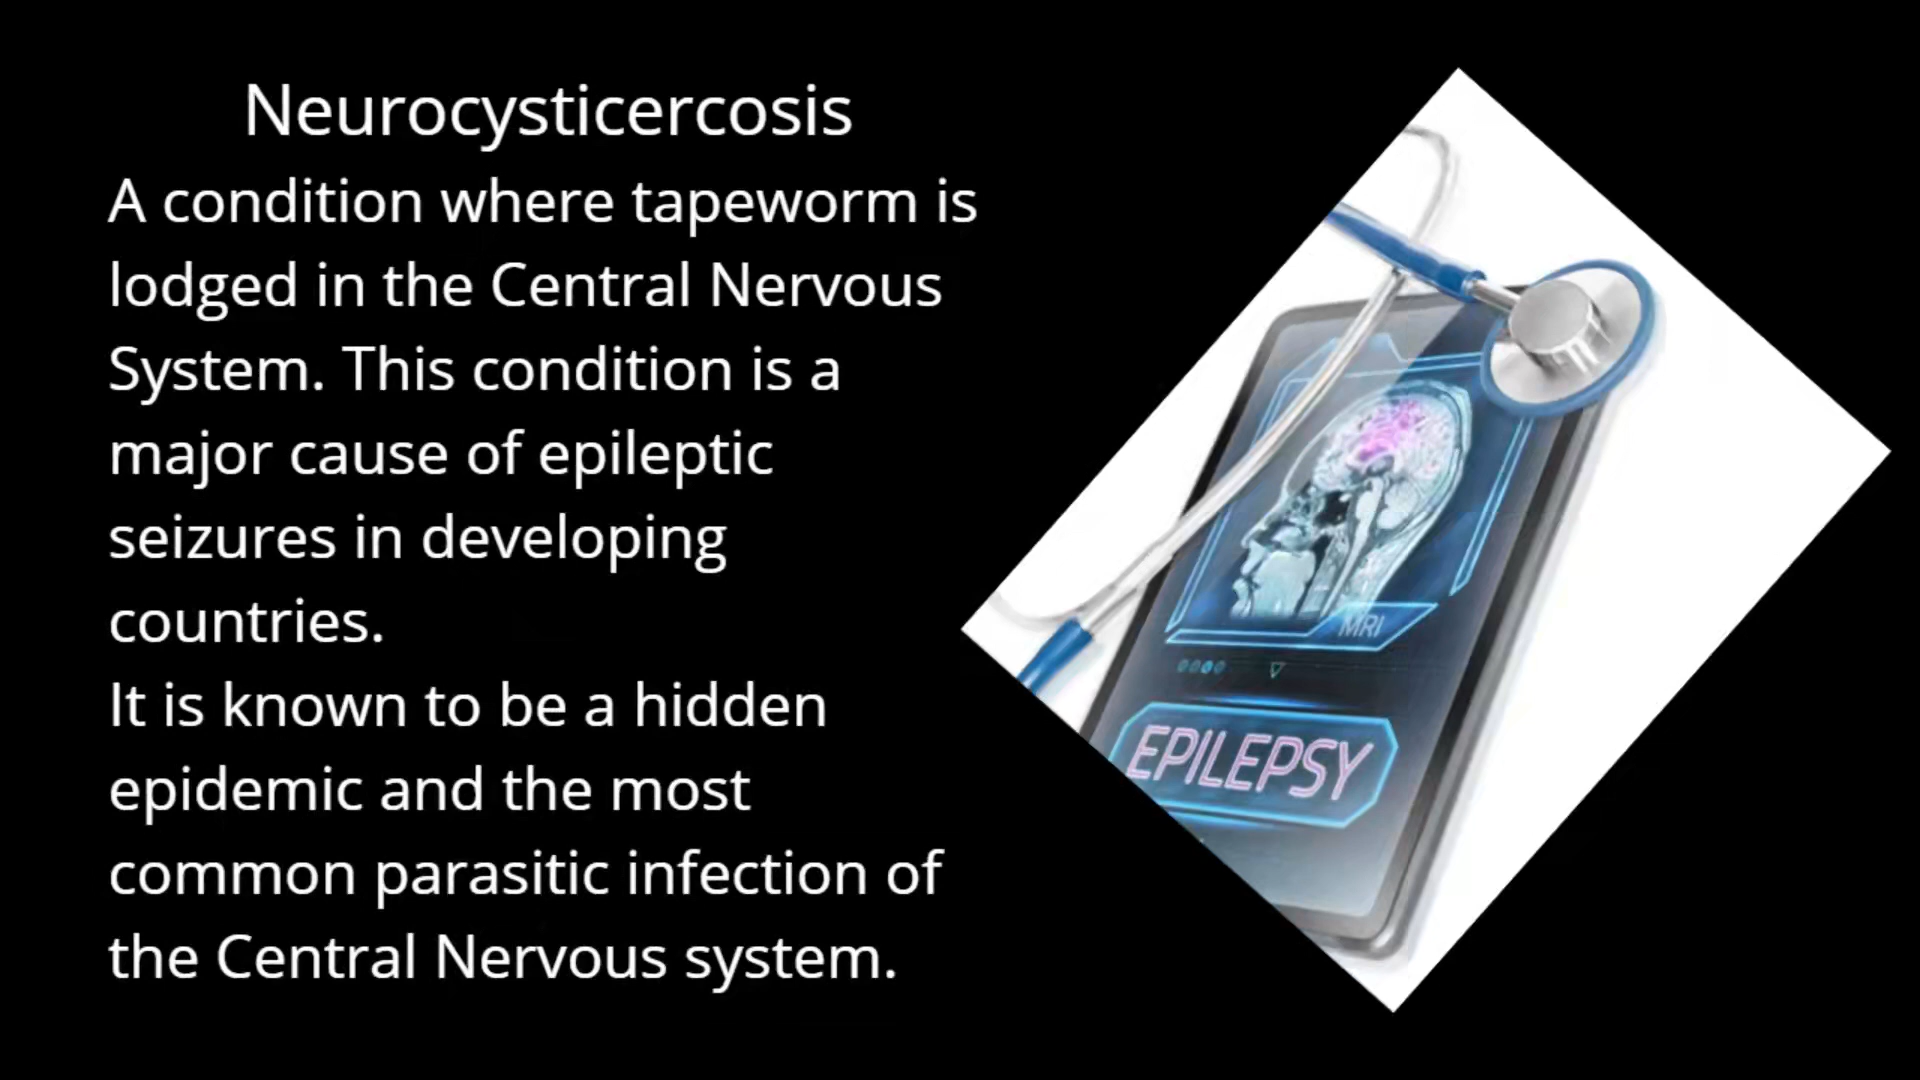 Neurocysticercosis
A condition where tapeworm is
lodged in the Central Nervous
System. This condition is a
major cause of epileptic
seizures in developing
countries.
It is known to be a hidden
epidemic and the most
common parasitic infection of
the Central Nervous system.
MRI
EPILEPSY